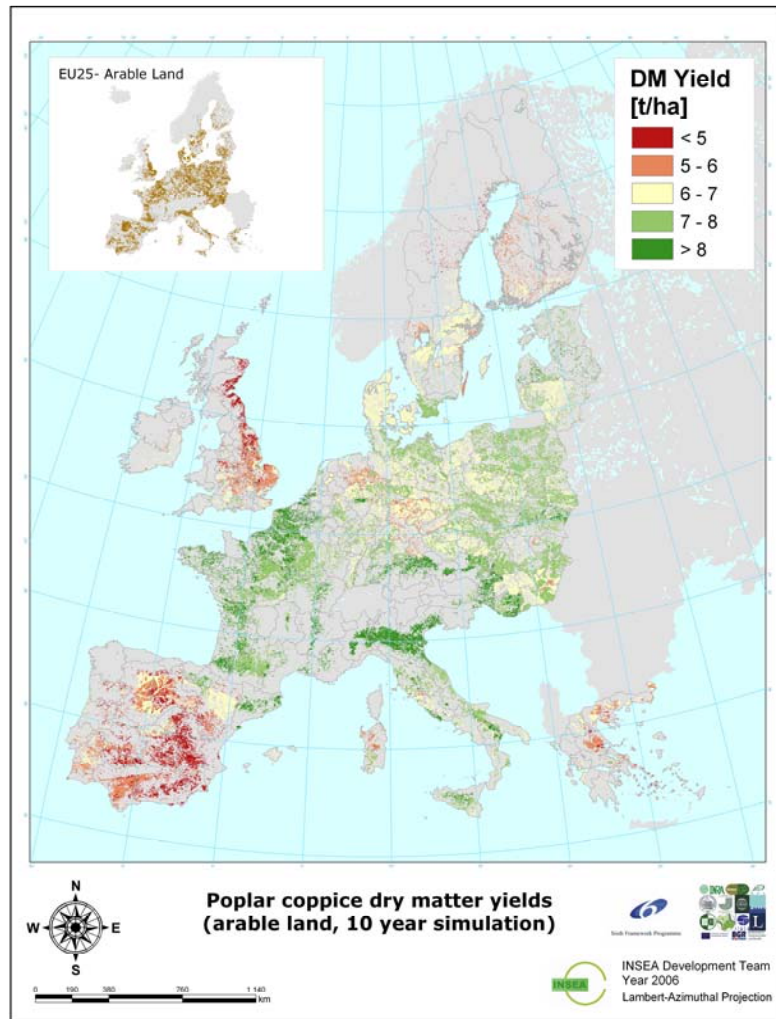 EU25- Arable Land
DM Yield
[t/ha]
< 5
5 - 6
6 - 7
7 - 8
> 8
N
W
E
S
Poplar coppice dry matter yields
(arable land, 10 year simulation)
6
Sixth Framework Programme
L
BGR
0 190 380 760 1 140
km
INSEA
INSEA Development Team
Year 2006
Lambert-Azimuthal Projection